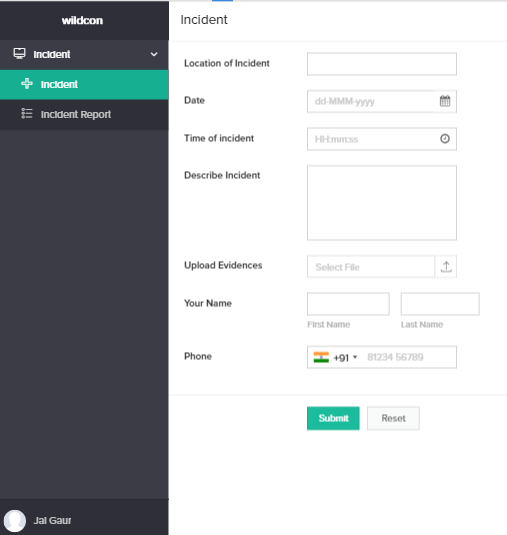 wildcon
Incident
Incident
Incident
Incident Report
Location of Incident
Date
dd-MMM-yyyy
Time of incident
HH:mm:ss
Describe Incident
Upload Evidences
Select File
Your Name
First Name
Last Name
Phone
+91
81234 56789
Submit
Reset
Jai Gaur